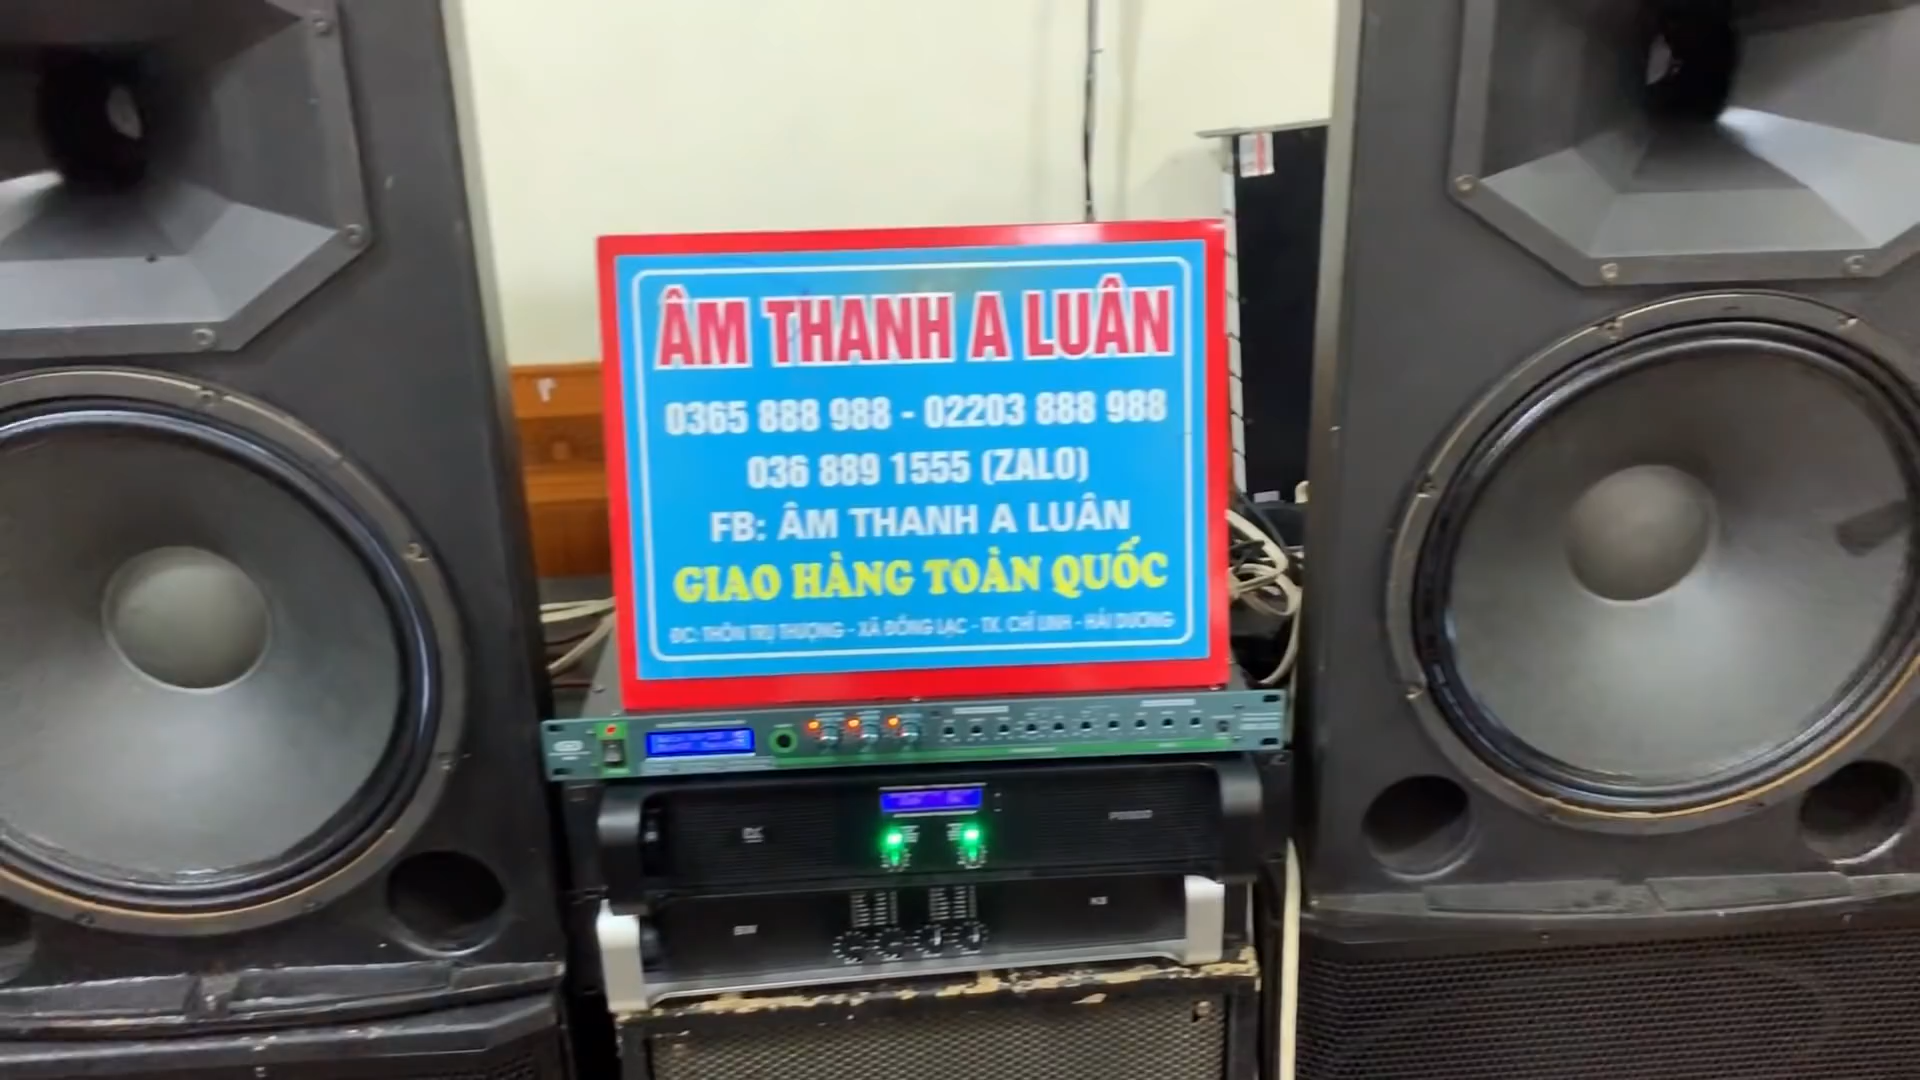 ÂM THANH A LUÂN
0365 888 988 - 02203 888 988
036 889 1555 (ZALO)
FB: ÂM THANH A LUÂN
GIAO HÀNG TOÀN QUỐC
ĐC: THÔN TRỤ THƯỢNG - XÃ ĐỒNG LẠC - TX. CHÍ LINH - HẢI DƯƠNG